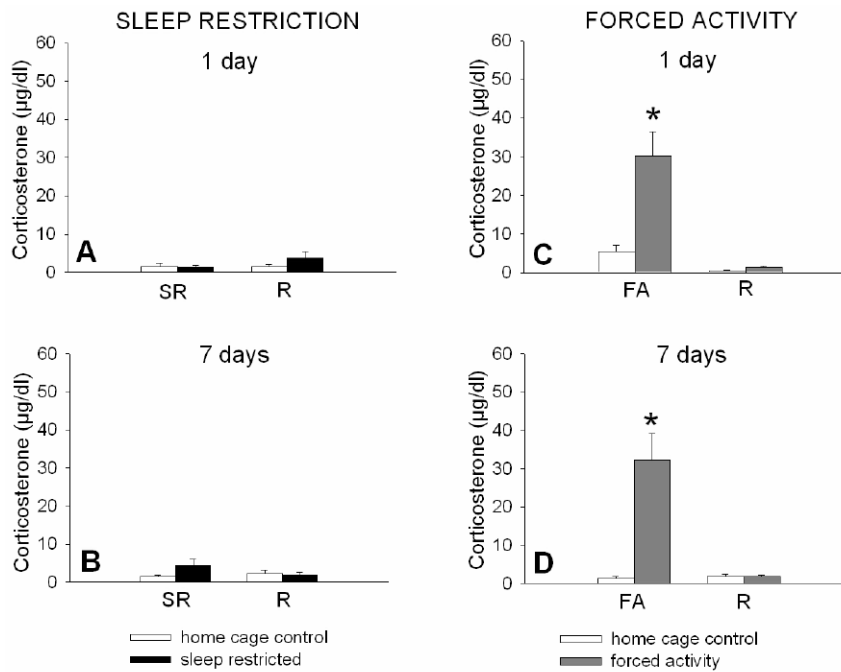 SLEEP RESTRICTION
1 day
Corticosterone (µg/dl)
60
50
40
30
20
10
0
A
SR R
FORCED ACTIVITY
1 day
Corticosterone (µg/dl)
60
50
40
30
20
10
0
*
C
FA R
7 days
Corticosterone (µg/dl)
60
50
40
30
20
10
0
B
SR R
home cage control
sleep restricted
7 days
Corticosterone (µg/dl)
60
50
40
30
20
10
0
*
D
FA R
home cage control
forced activity